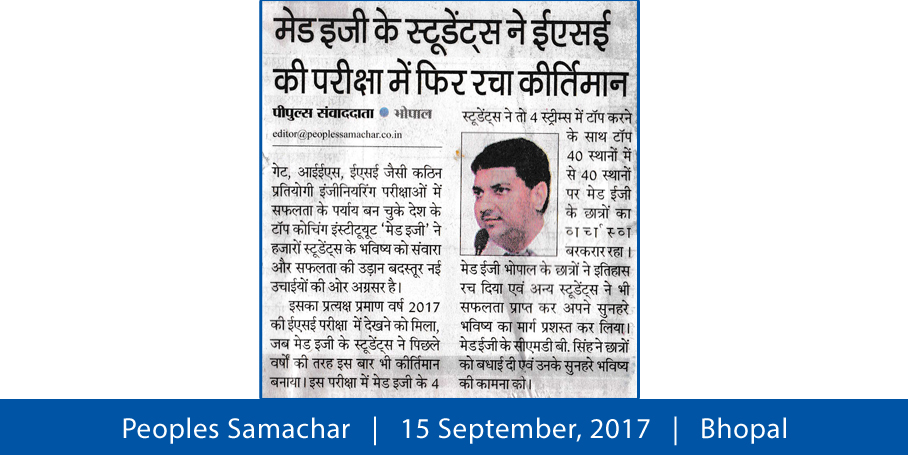 मेड इजी के स्टूडेंट्स ने ईएसई
की परीक्षा में फिर रचा कीर्तिमान
पीपुल्स संवाददाता ● भोपाल
editor@peoplessamachar.co.in
गेट, आईईएस, ईएसई जैसी कठिन
प्रतियोगी इंजीनियरिंग परीक्षाओं में
सफलता के पर्याय बन चुके देश के
टॉप कोचिंग इंस्टीट्यूट ‘मेड इजी’ ने
हजारों स्टूडेंट्स के भविष्य को संवारा
और सफलता की उड़ान बदस्तूर नई
उचाईयों की ओर अग्रसर है।
इसका प्रत्यक्ष प्रमाण वर्ष 2017
की ईएसई परीक्षा में देखने को मिला,
जब मेड इजी के स्टूडेंट्स ने पिछले
वर्षों की तरह इस बार भी कीर्तिमान
बनाया। इस परीक्षा में मेड इजी के 4
स्टूडेंट्स ने तो 4 स्ट्रीम्स में टॉप करने
के साथ टॉप
40 स्थानों में
से 40 स्थानों
पर मेड ईजी
के छात्रों का
बरकरार रहा।
मेड ईजी भोपाल के छात्रों ने इतिहास
रच दिया एवं अन्य स्टूडेंट्स ने भी
सफलता प्राप्त कर अपने सुनहरे
भविष्य का मार्ग प्रशस्त कर लिया।
मेड ईजी के सीएमडी बी. सिंह ने छात्रों
को बधाई दी एवं उनके सुनहरे भविष्य
की कामना की।
Peoples Samachar | 15 September, 2017 | Bhopal